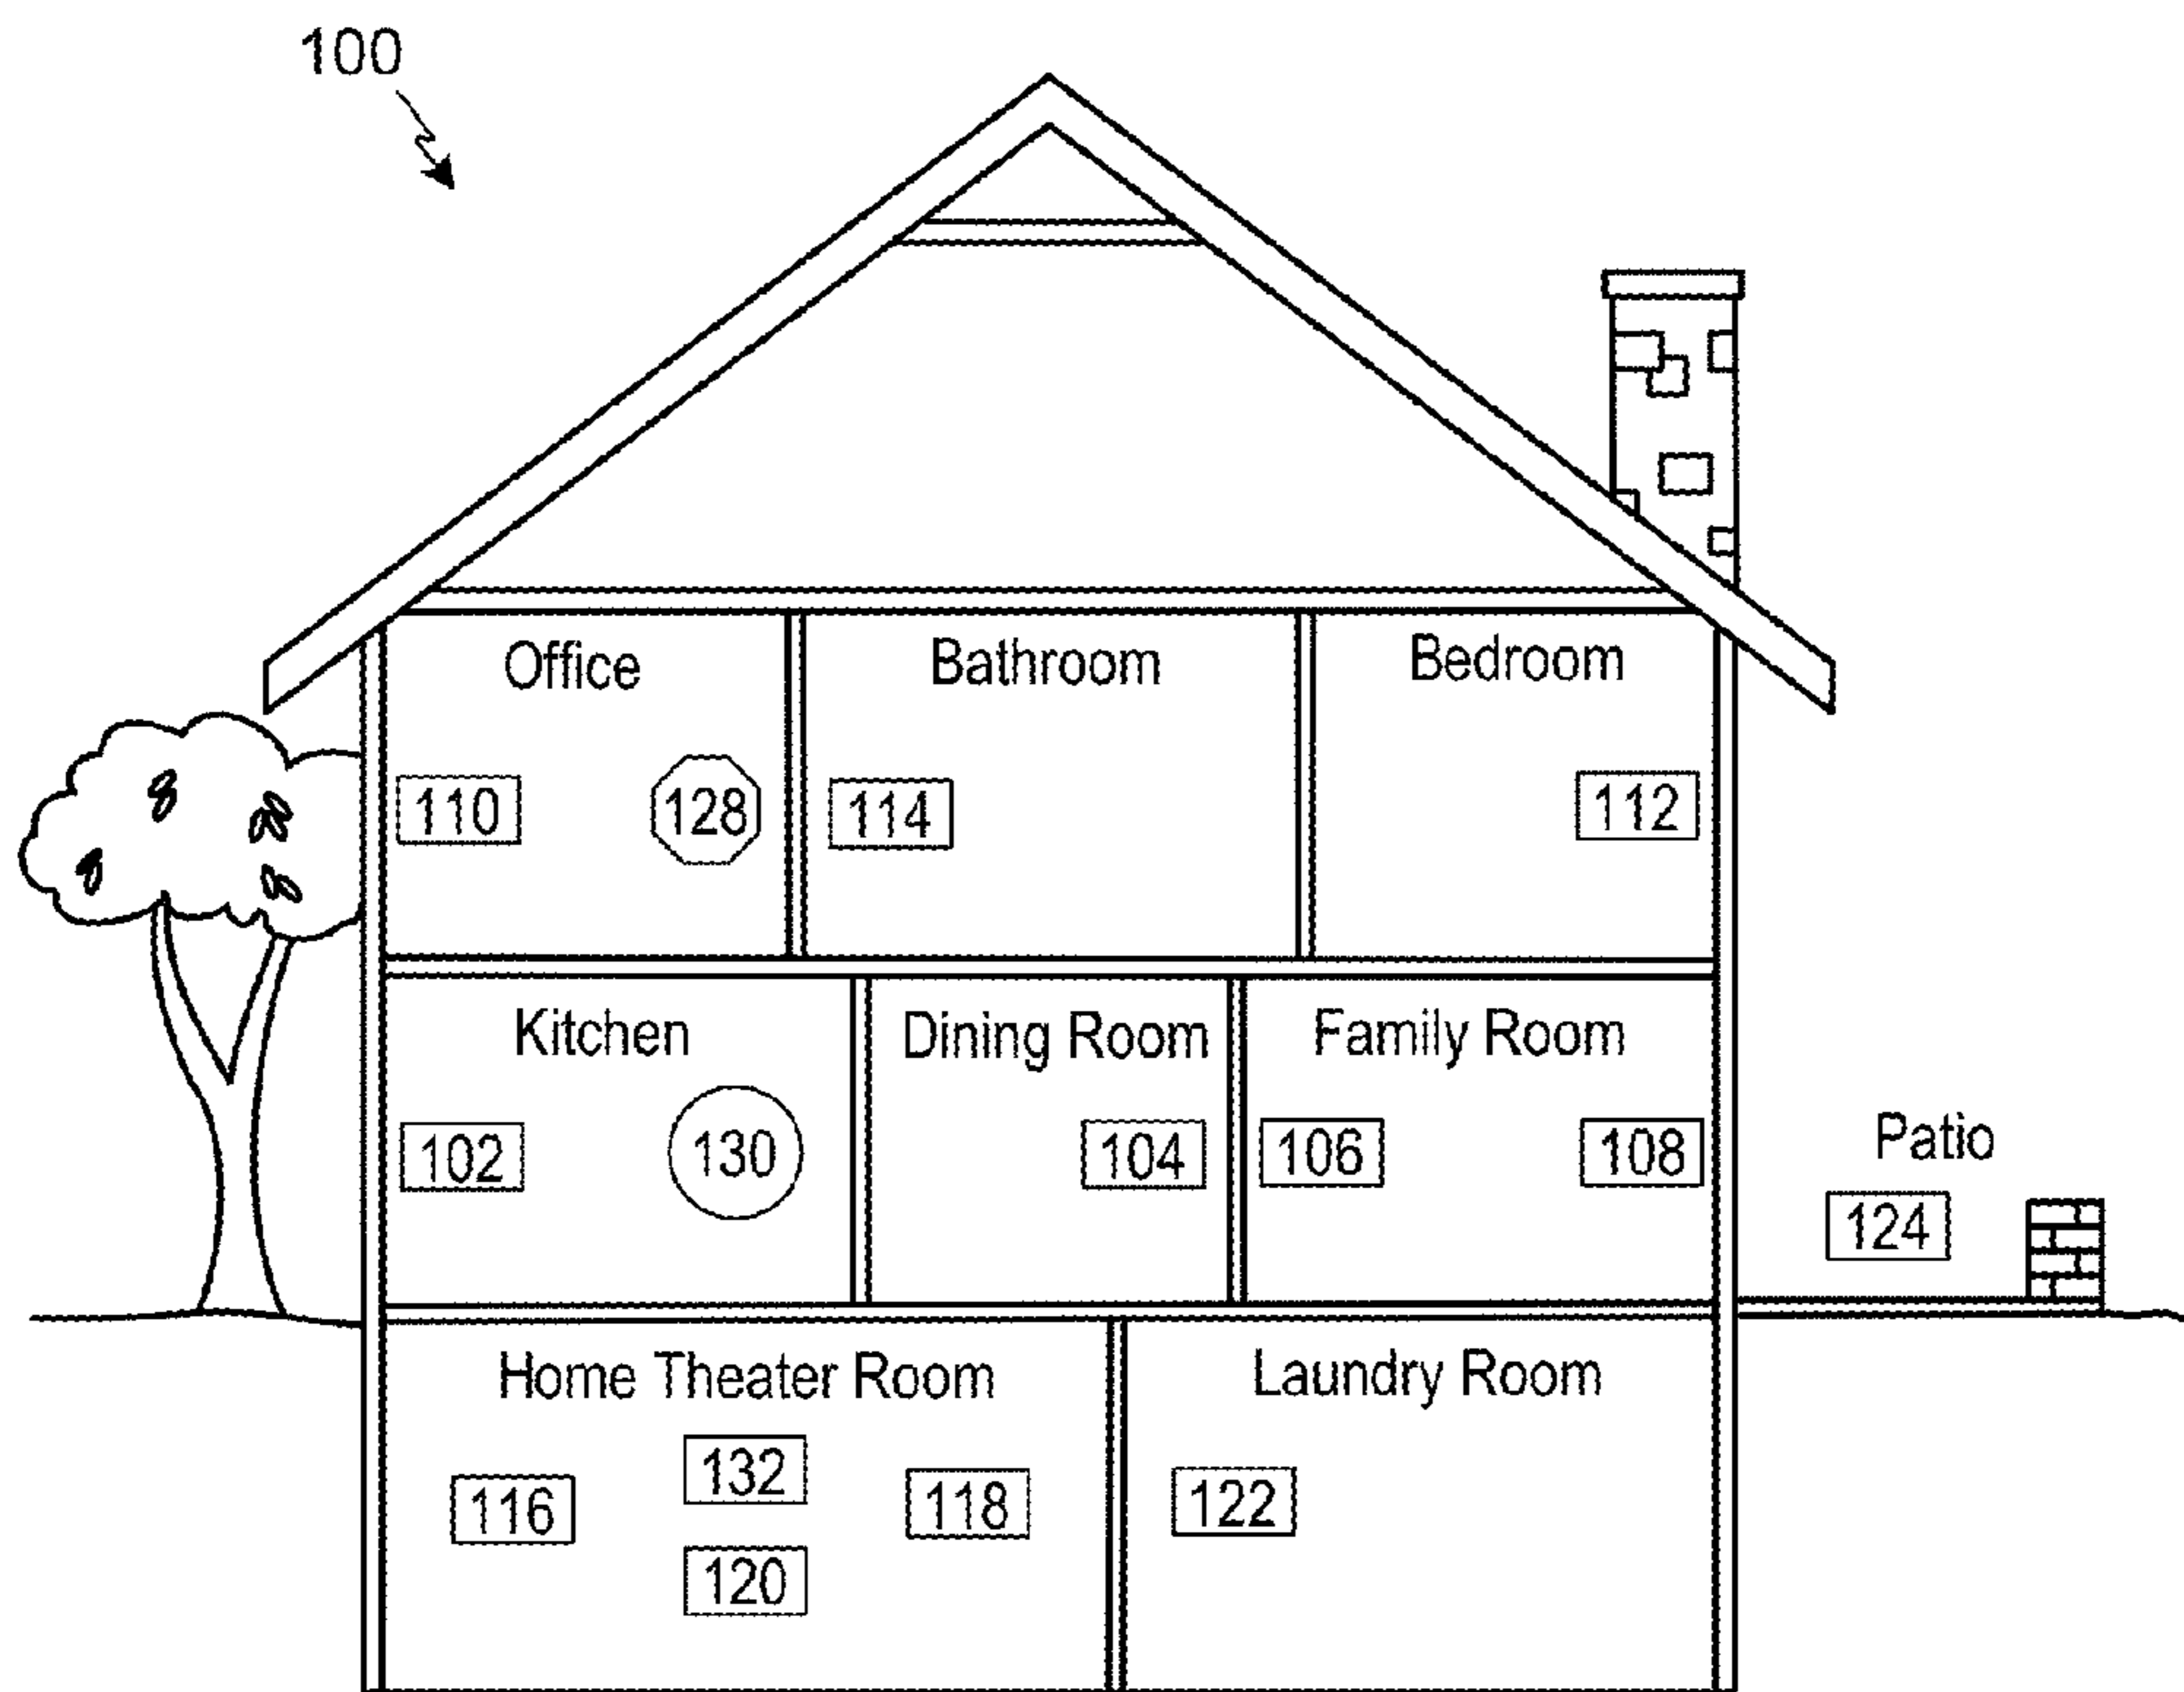 100
Office
Bathroom
Bedroom
110
128
114
112
Kitchen
Dining Room
Family Room
Patio
102
130
104
106
108
124
Home Theater Room
Laundry Room
116
132
118
120
122